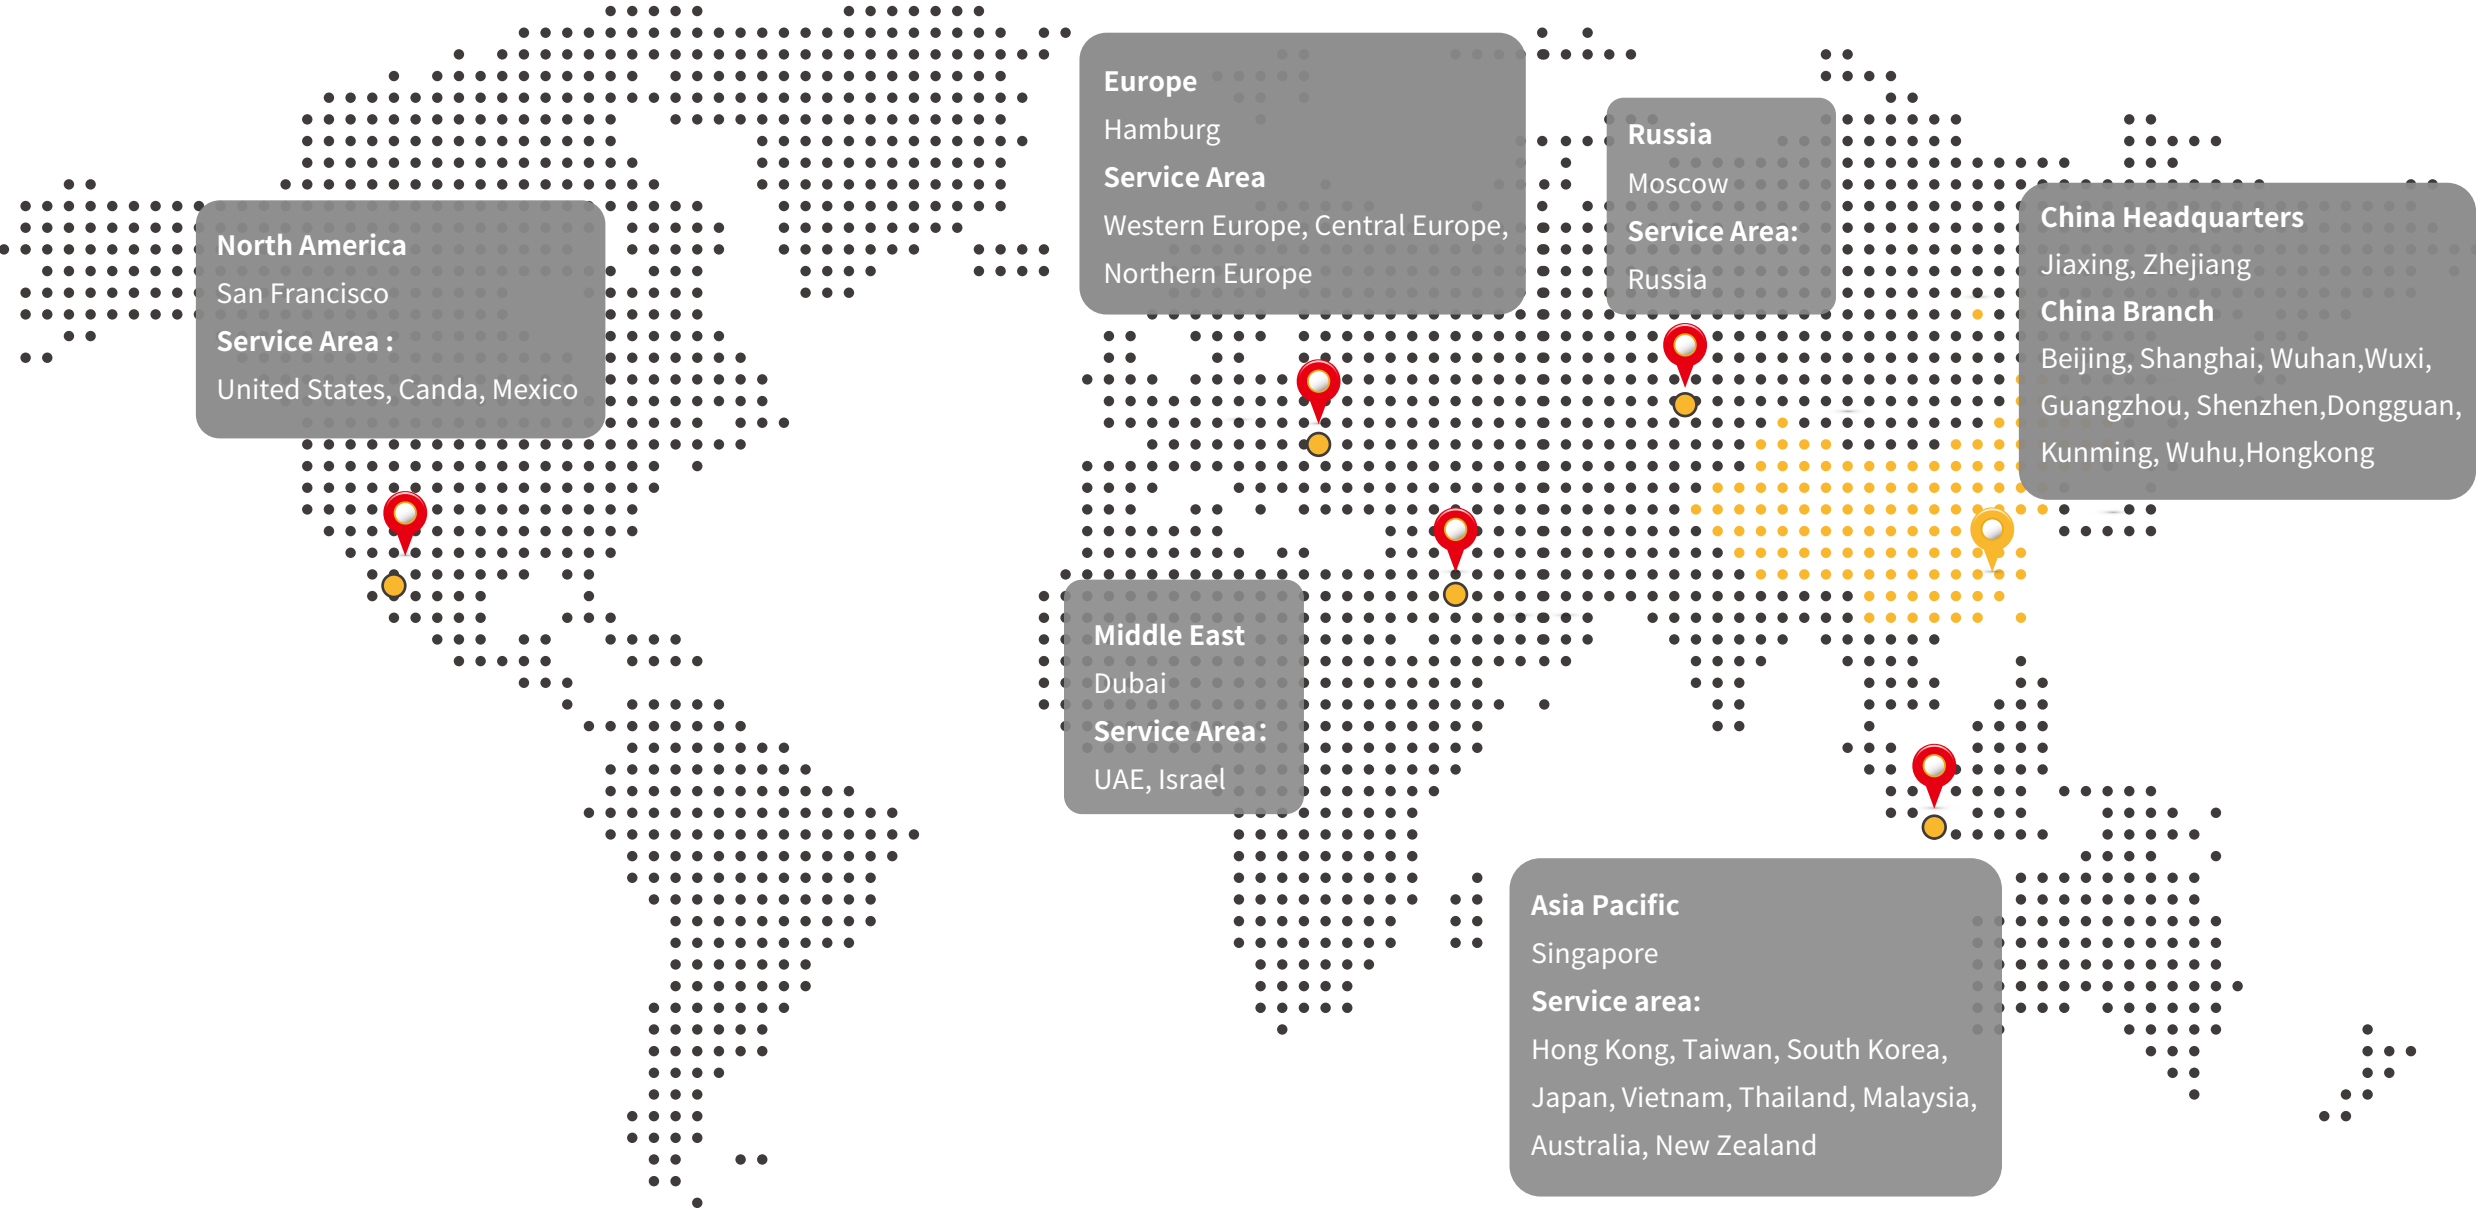 Europe
Hamburg
Service Area
Western Europe, Central Europe,
Northern Europe
Russia
Moscow
Service Area:
Russia
China Headquarters
Jiaxing, Zhejiang
China Branch
Beijing, Shanghai, Wuhan,Wuxi,
Guangzhou, Shenzhen,Dongguan,
Kunming, Wuhu,Hongkong
North America
San Francisco
Service Area :
United States, Canda, Mexico
Middle East
Dubai
Service Area:
UAE, Israel
Asia Pacific
Singapore
Service area:
Hong Kong, Taiwan, South Korea,
Japan, Vietnam, Thailand, Malaysia,
Australia, New Zealand